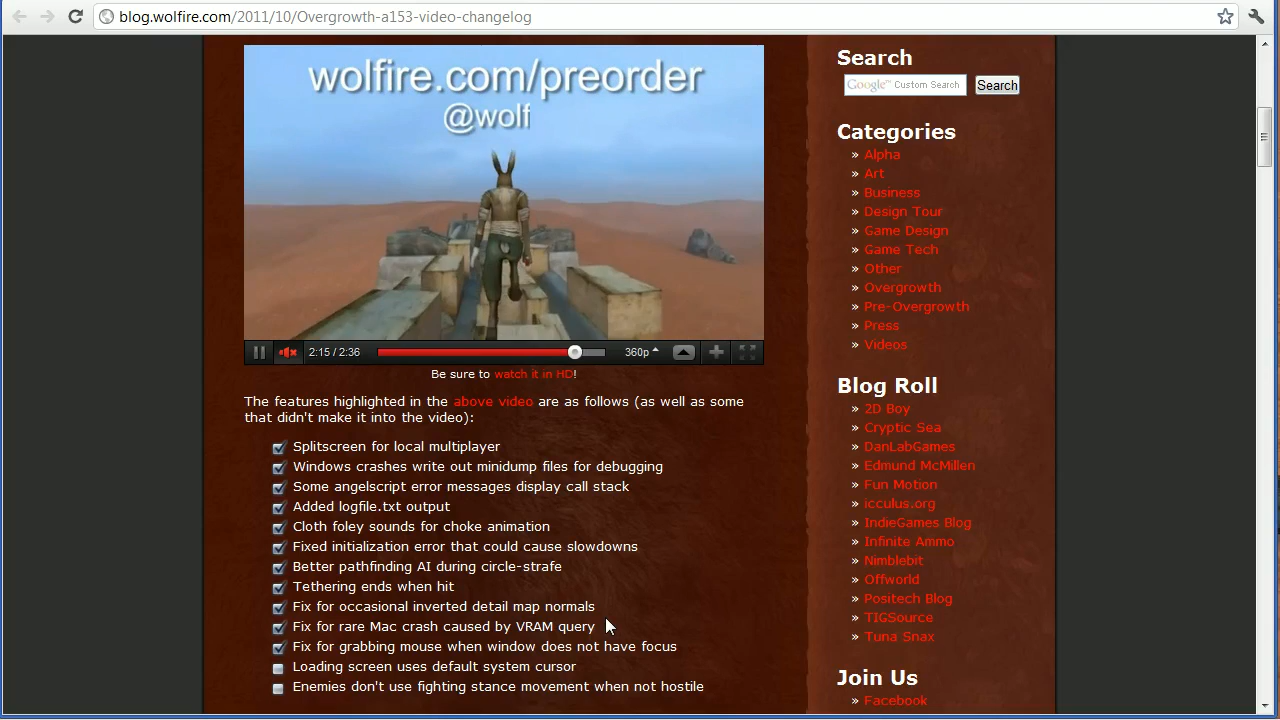 blog.wolfire.com/2011/10/Overgrowth-a153-video-changelog
wolfire.com/preorder
@wolf
2:15 / 2:36
360p
Be sure to watch it in HD!
The features highlighted in the above video are as follows (as well as some
that didn't make it into the video):
Splitscreen for local multiplayer
Windows crashes write out minidump files for debugging
Some angelscript error messages display call stack
Added logfile.txt output
Cloth foley sounds for choke animation
Fixed initialization error that could cause slowdowns
Better pathfinding AI during circle-strafe
Tethering ends when hit
Fix for occasional inverted detail map normals
Fix for rare Mac crash caused by VRAM query
Fix for grabbing mouse when window does not have focus
Loading screen uses default system cursor
Enemies don't use fighting stance movement when not hostile
Search
Google™ Custom Search
Search
Categories
» Alpha
» Art
» Business
» Design Tour
» Game Design
» Game Tech
» Other
» Overgrowth
» Pre-Overgrowth
» Press
» Videos
Blog Roll
» 2D Boy
» Cryptic Sea
» DanLabGames
» Edmund McMillen
» Fun Motion
» icculus.org
» IndieGames Blog
» Infinite Ammo
» Nimblebit
» Offworld
» Positech Blog
» TIGSource
» Tuna Snax
Join Us
» Facebook